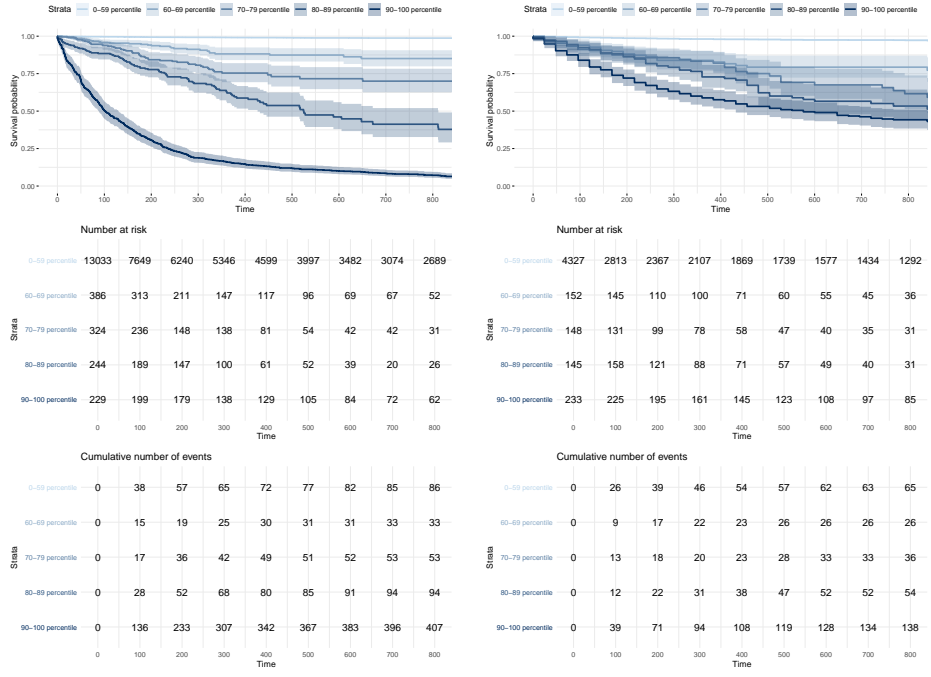 Strata 0–59 percentile 60–69 percentile 70–79 percentile 80–89 percentile 90–100 percentile
1.00
0.75
0.50
0.25
0.00
Survival probability
0 100 200 300 400 500 600 700 800
Time
Number at risk
0–59 percentile 13033 7649 6240 5346 4599 3997 3482 3074 2689
60–69 percentile 386 313 211 147 117 96 69 67 52
70–79 percentile 324 236 148 138 81 54 42 42 31
80–89 percentile 244 189 147 100 61 52 39 20 26
90–100 percentile 229 199 179 138 129 105 84 72 62
Strata
0 100 200 300 400 500 600 700 800
Time
Cumulative number of events
0–59 percentile 0 38 57 65 72 77 82 85 86
60–69 percentile 0 15 19 25 30 31 31 33 33
70–79 percentile 0 17 36 42 49 51 52 53 53
80–89 percentile 0 28 52 68 80 85 91 94 94
90–100 percentile 0 136 233 307 342 367 383 396 407
Strata
0 100 200 300 400 500 600 700 800
Time
Strata 0–59 percentile 60–69 percentile 70–79 percentile 80–89 percentile 90–100 percentile
1.00
0.75
0.50
0.25
0.00
Survival probability
0 100 200 300 400 500 600 700 800
Time
Number at risk
0–59 percentile 4327 2813 2367 2107 1869 1739 1577 1434 1292
60–69 percentile 152 145 110 100 71 60 55 45 36
70–79 percentile 148 131 99 78 58 47 40 35 31
80–89 percentile 145 158 121 88 71 57 49 40 31
90–100 percentile 233 225 195 161 145 123 108 97 85
Strata
0 100 200 300 400 500 600 700 800
Time
Cumulative number of events
0–59 percentile 0 26 39 46 54 57 62 63 65
60–69 percentile 0 9 17 22 23 26 26 26 26
70–79 percentile 0 13 18 20 23 28 33 33 36
80–89 percentile 0 12 22 31 38 47 52 52 54
90–100 percentile 0 39 71 94 108 119 128 134 138
Strata
0 100 200 300 400 500 600 700 800
Time